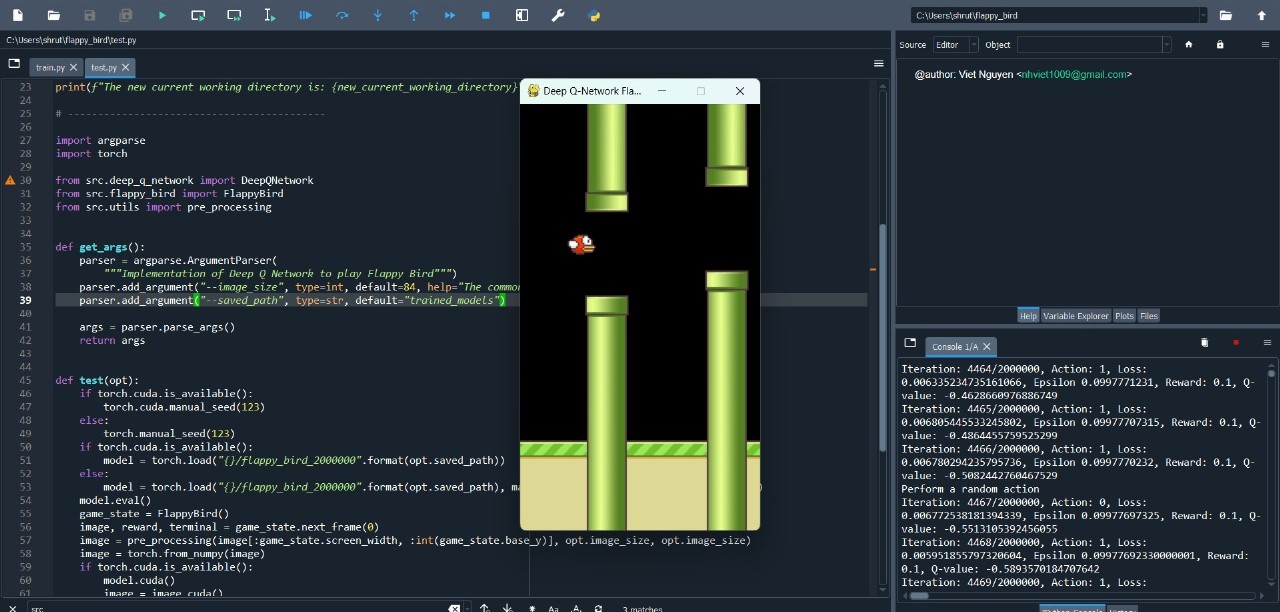 C:\Users\shrut\flappy_bird
C:\Users\shrut\flappy_bird\test.py
train.py
test.py
23 print(f"The new current working directory is: {new_current_working_directory}
24
25 # ----------------------------------------
26
27 import argparse
28 import torch
29
30 from src.deep_q_network import DeepQNetwork
31 from src.flappy_bird import FlappyBird
32 from src.utils import pre_processing
33
34
35 def get_args():
36 parser = argparse.ArgumentParser(
37 """Implementation of Deep Q Network to play Flappy Bird""")
38 parser.add_argument("--image_size", type=int, default=84, help="The common
39 parser.add_argument("--saved_path", type=str, default="trained_models")
40
41 args = parser.parse_args()
42 return args
43
44
45 def test(opt):
46 if torch.cuda.is_available():
47 torch.cuda.manual_seed(123)
48 else:
49 torch.manual_seed(123)
50 if torch.cuda.is_available():
51 model = torch.load("{}/flappy_bird_2000000".format(opt.saved_path))
52 else:
53 model = torch.load("{}/flappy_bird_2000000".format(opt.saved_path), m
54 model.eval()
55 game_state = FlappyBird()
56 image, reward, terminal = game_state.next_frame(0)
57 image = pre_processing(image[:game_state.screen_width, :int(game_state.base_y)], opt.image_size, opt.image_size)
58 image = torch.from_numpy(image)
59 if torch.cuda.is_available():
60 model.cuda()
61 image = image.cuda()
src
Aa
3 matches
Deep Q-Network Fla...
Source Editor Object
@author: Viet Nguyen <nhviet1009@gmail.com>
Help Variable Explorer Plots Files
Console 1/A
Iteration: 4464/2000000, Action: 1, Loss:
0.006335234735161066, Epsilon 0.0997771231, Reward: 0.1, Q-
value: -0.4628660976886749
Iteration: 4465/2000000, Action: 1, Loss:
0.006805445533245802, Epsilon 0.09977707315, Reward: 0.1, Q-
value: -0.4864455759525299
Iteration: 4466/2000000, Action: 1, Loss:
0.006780294235795736, Epsilon 0.0997770232, Reward: 0.1, Q-
value: -0.5082442760467529
Perform a random action
Iteration: 4467/2000000, Action: 0, Loss:
0.006772538181394339, Epsilon 0.09977697325, Reward: 0.1, Q-
value: -0.5513105392456055
Iteration: 4468/2000000, Action: 1, Loss:
0.005951855797320604, Epsilon 0.09977692330000001, Reward:
0.1, Q-value: -0.5893570184707642
Iteration: 4469/2000000, Action: 1, Loss:
IPython Console History